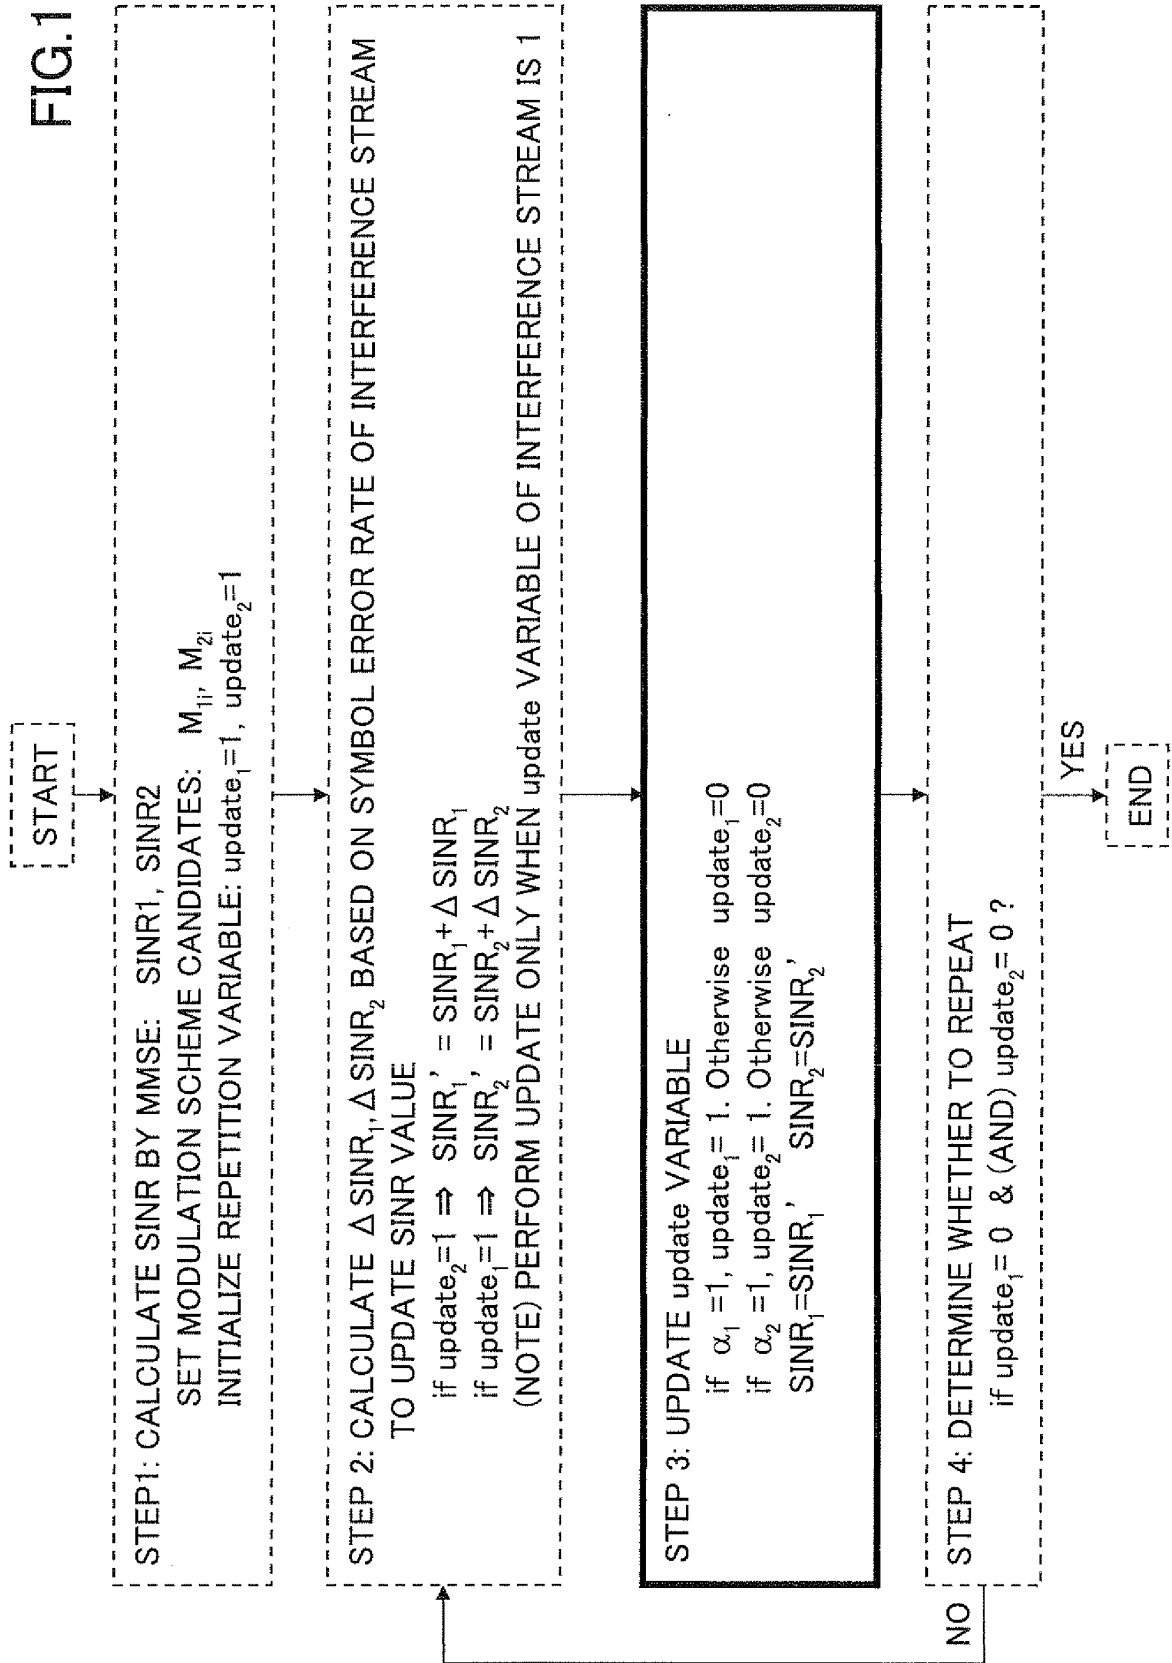 FIG.1
START
STEP1: CALCULATE SINR BY MMSE: SINR1, SINR2
SET MODULATION SCHEME CANDIDATES: M₁ᵢ, M₂ᵢ
INITIALIZE REPETITION VARIABLE: update₁=1, update₂=1
STEP 2: CALCULATE Δ SINR₁, Δ SINR₂ BASED ON SYMBOL ERROR RATE OF INTERFERENCE STREAM
TO UPDATE SINR VALUE
if update₂=1 ⇒ SINR₁' = SINR₁+Δ SINR₁
if update₁=1 ⇒ SINR₂' = SINR₂+Δ SINR₂
(NOTE) PERFORM UPDATE ONLY WHEN update VARIABLE OF INTERFERENCE STREAM IS 1
STEP 3: UPDATE update VARIABLE
if α₁=1, update₁= 1. Otherwise update₁=0
if α₂=1, update₂= 1. Otherwise update₂=0
SINR₁=SINR₁' SINR₂=SINR₂'
STEP 4: DETERMINE WHETHER TO REPEAT
if update₁= 0 & (AND) update₂= 0 ?
NO
YES
END